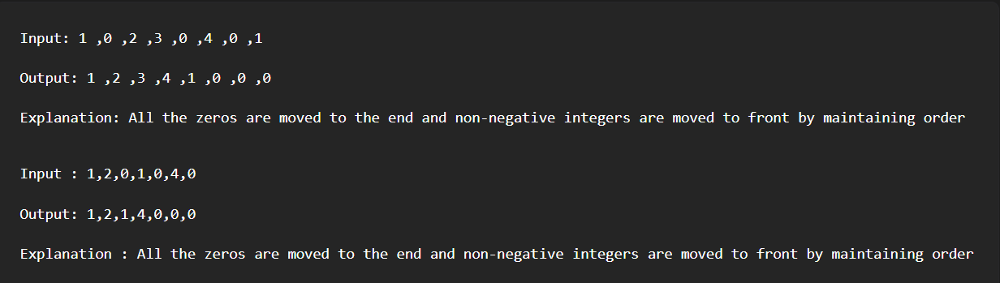 Input: 1 ,0 ,2 ,3 ,0 ,4 ,0 ,1
Output: 1 ,2 ,3 ,4 ,1 ,0 ,0 ,0
Explanation: All the zeros are moved to the end and non-negative integers are moved to front by maintaining order
Input : 1,2,0,1,0,4,0
Output: 1,2,1,4,0,0,0
Explanation : All the zeros are moved to the end and non-negative integers are moved to front by maintaining order